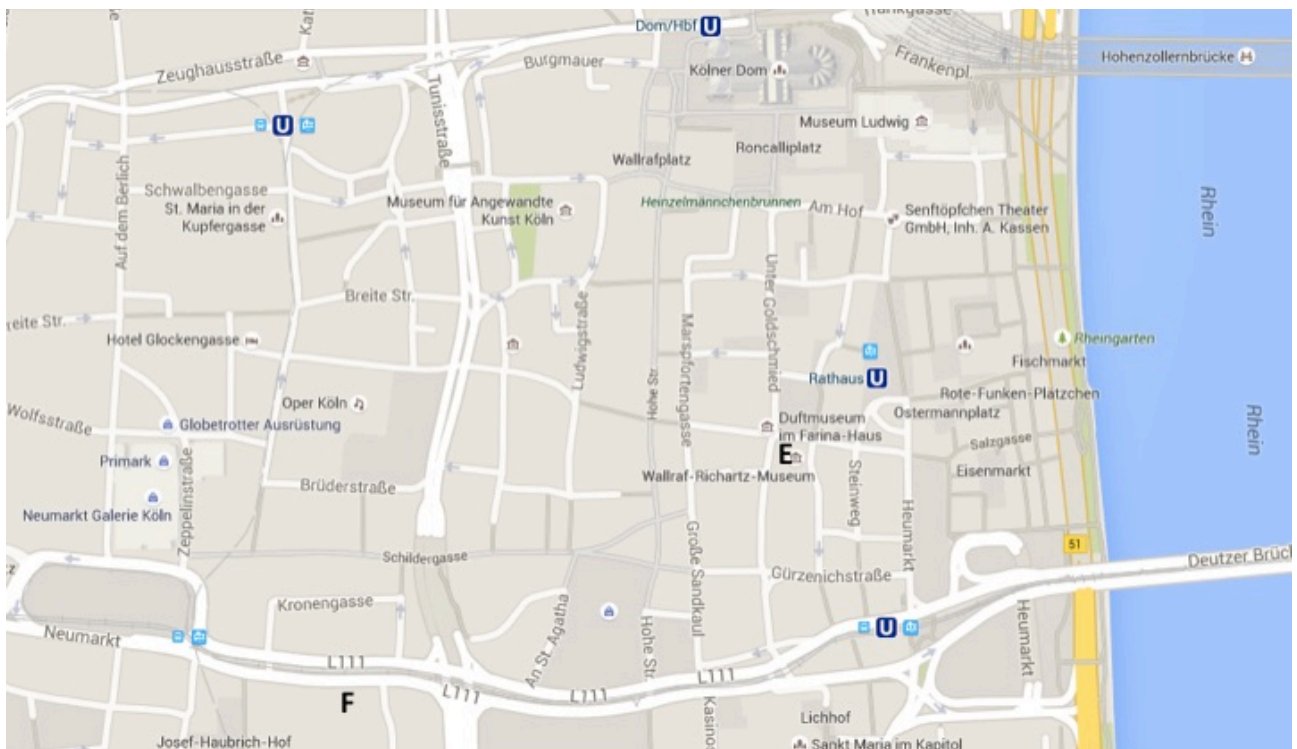 Dom/Hbf U
Zeughausstraße
Burgmauer
Kölner Dom
Frankenpl.
Hohenzollernbrücke
Tunisstraße
U
Museum Ludwig
Roncalliplatz
Wallrafplatz
Auf dem Berlich
Schwalbengasse
St. Maria in der
Kupfergasse
Museum für Angewandte
Kunst Köln
Heinzelmännchenbrunnen
Am Hof
Senftöpfchen Theater
GmbH, Inh. A. Kassen
Rhein
Rhein
Breite Str.
Unter Goldschmied
Ludwigstraße
Marspfortengasse
Hohe Str.
Hotel Glockengasse
Rheingarten
Fischmarkt
Rathaus U
Rote-Funken-Plätzchen
Ostermannplatz
Oper Köln
Wolfsstraße
Globetrotter Ausrüstung
Duftmuseum
im Farina-Haus
E
Salzgasse
Eisenmarkt
Primark
Wallraf-Richartz-Museum
Steinweg
Brüderstraße
Neumarkt Galerie Köln
Zeppelinstraße
Heumarkt
Große Sandkaul
51
Deutzer Brück
Schildergasse
Gürzenichstraße
Kronengasse
An St. Agatha
Hohe Str.
Heumarkt
U
Neumarkt
L111
L111
L111
L111
F
Kasinos
Lichhof
Josef-Haubrich-Hof
Sankt Maria im Kapitol